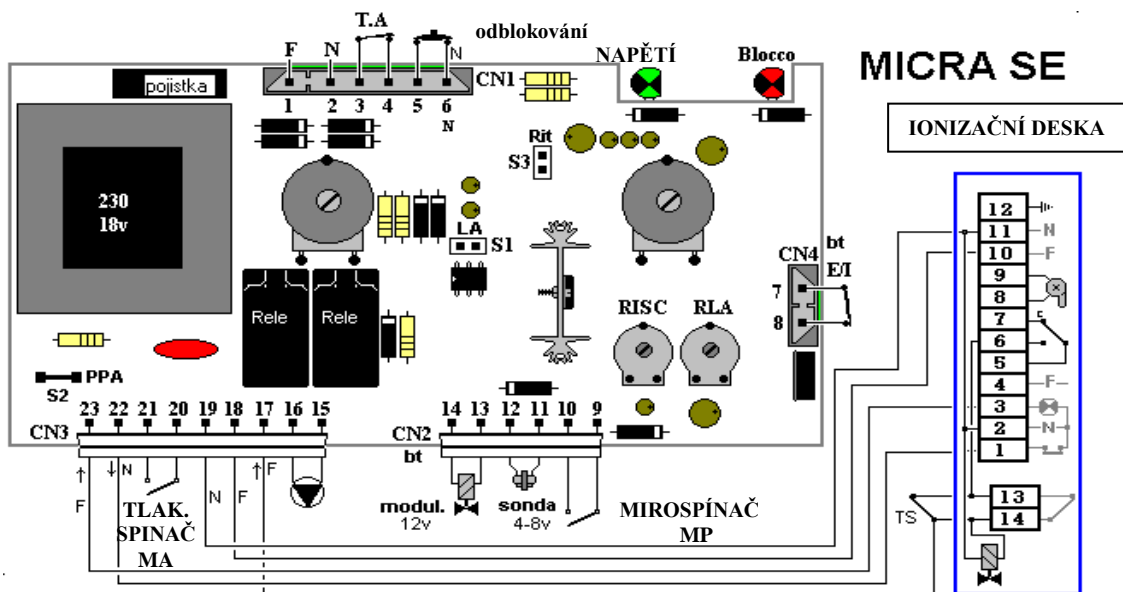 T.A
F N N odblokování
NAPĚTÍ Blocco
MICRA SE
pojistka
CN1
1 2 3 4 5 6
N
IONIZAČNÍ DESKA
Rit
S3
230
18v
LA
S1
bt
CN4
E/I
7
8
Rele Rele
RISC RLA
PPA
S2
23 22 21 20 19 18 17 16 15
CN3
14 13 12 11 10 9
CN2
bt
F
N
N
F
F
TLAK.
SPINAČ
MA
modul.
12v
sonda
4-8v
MIROSPÍNAČ
MP
12
11 N
10 F
9
8
7 c
6
5
4 F
3
2 N
1
13
14
TS